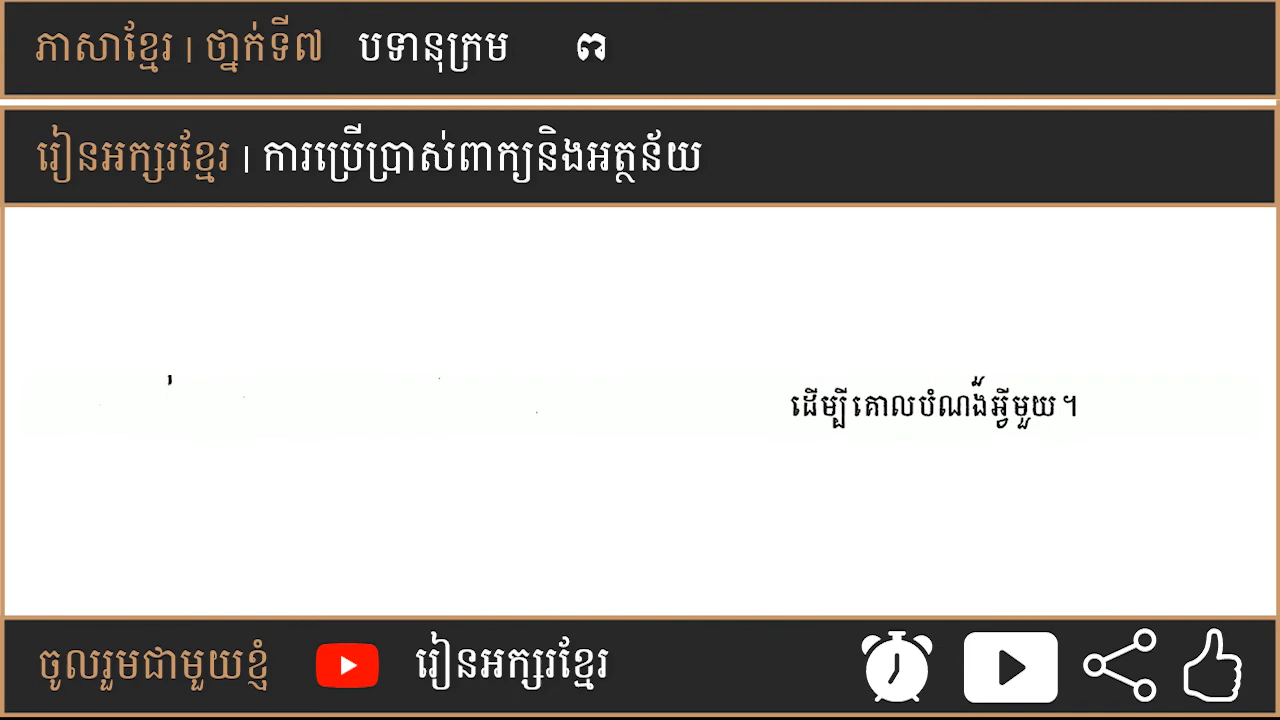 ភាសាខ្មែរ | ថ្នាក់ទី៧ បទានុក្រម ៣
រៀនអក្សរខ្មែរ | ការប្រើប្រាស់ពាក្យនិងអត្ថន័យ
ដើម្បីគោលបំណងអ្វីមួយ ។
ចូលរួមជាមួយខ្ញុំ រៀនអក្សរខ្មែរ